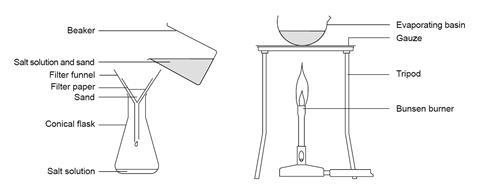 Beaker
Salt solution and sand
Filter funnel
Filter paper
Sand
Conical flask
Salt solution
Evaporating basin
Gauze
Tripod
Bunsen burner